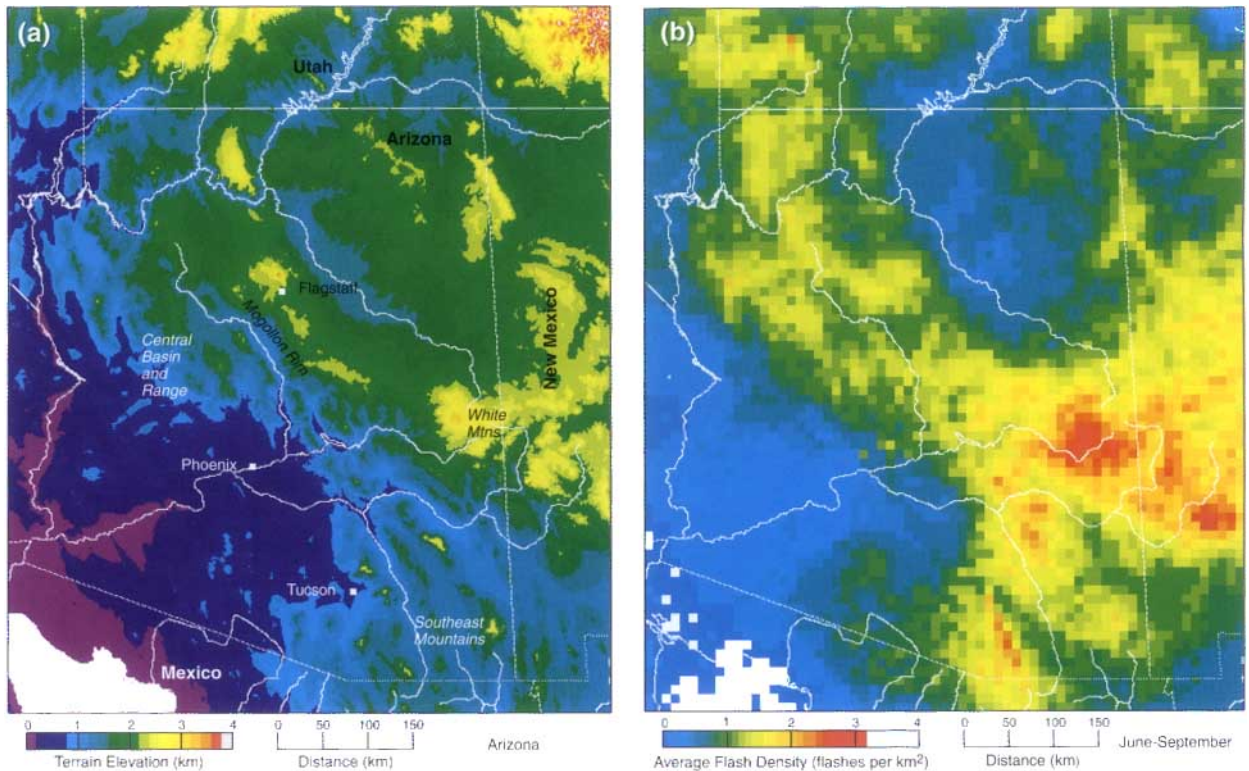 (a)
Utah
Arizona
Flagstaff
Mogollon Rim
New Mexico
Central
Basin
and
Range
White
Mtns
Phoenix
Tucson
Southeast
Mountains
Mexico
0 1 2 3 4
Terrain Elevation (km)
0 50 100 150
Distance (km)
Arizona
(b)
0 1 2 3 4
Average Flash Density (flashes per km²)
0 50 100 150
Distance (km)
June-September